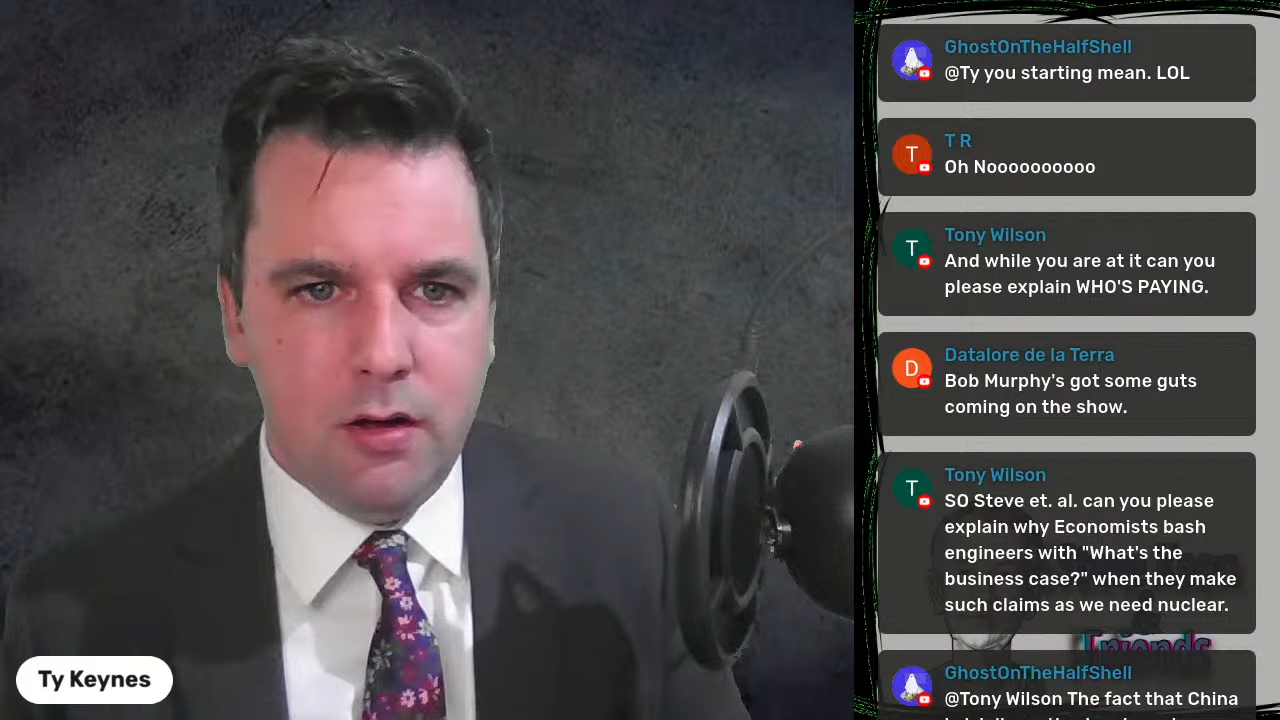 GhostOnTheHalfShell
@Ty you starting mean. LOL
T
T R
Oh Noooooooooo
T
Tony Wilson
And while you are at it can you
please explain WHO'S PAYING.
D
Datalore de la Terra
Bob Murphy's got some guts
coming on the show.
T
Tony Wilson
SO Steve et. al. can you please
explain why Economists bash
engineers with "What's the
business case?" when they make
such claims as we need nuclear.
Friends
GhostOnTheHalfShell
@Tony Wilson The fact that China
Ty Keynes